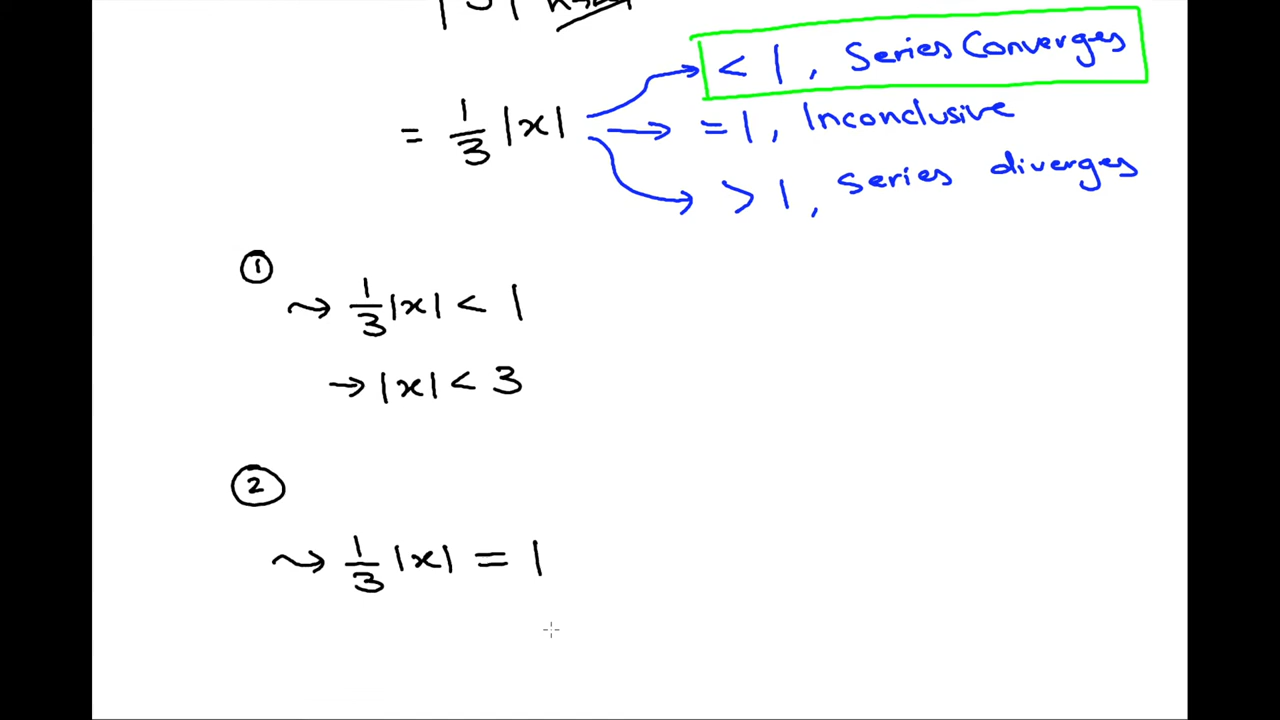 < 1, Series Converges
= 1/3 |x|
= 1, Inconclusive
> 1, Series diverges
①
⇝ 1/3 |x| < 1
→ |x| < 3
②
⇝ 1/3 |x| = 1